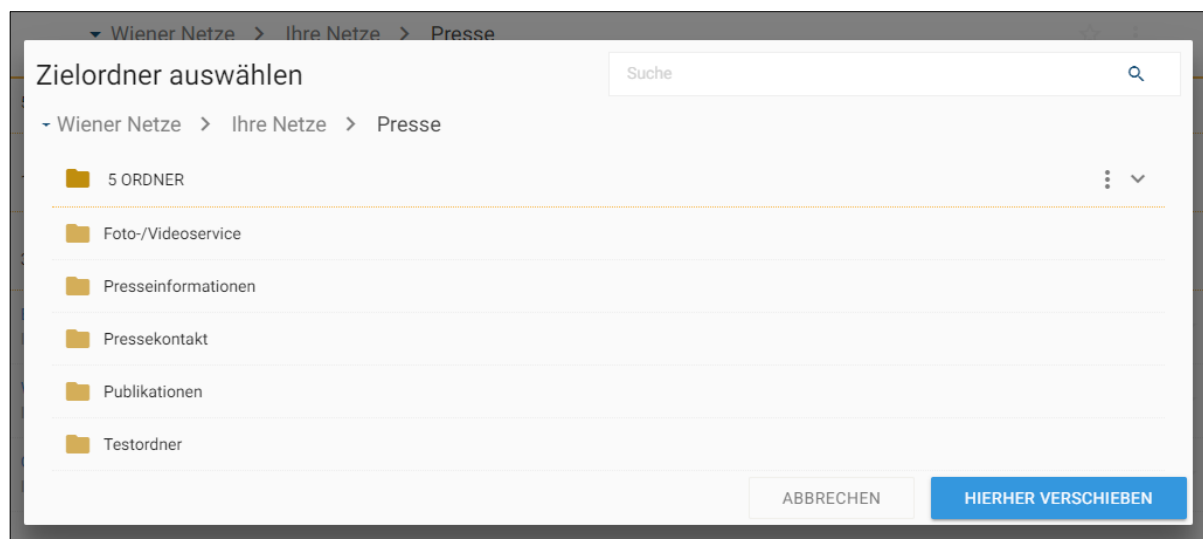 Wiener Netze > Ihre Netze > Presse
Zielordner auswählen
Suche
Wiener Netze > Ihre Netze > Presse
5 ORDNER
Foto-/Videoservice
Presseinformationen
Pressekontakt
Publikationen
Testordner
ABBRECHEN
HIERHER VERSCHIEBEN